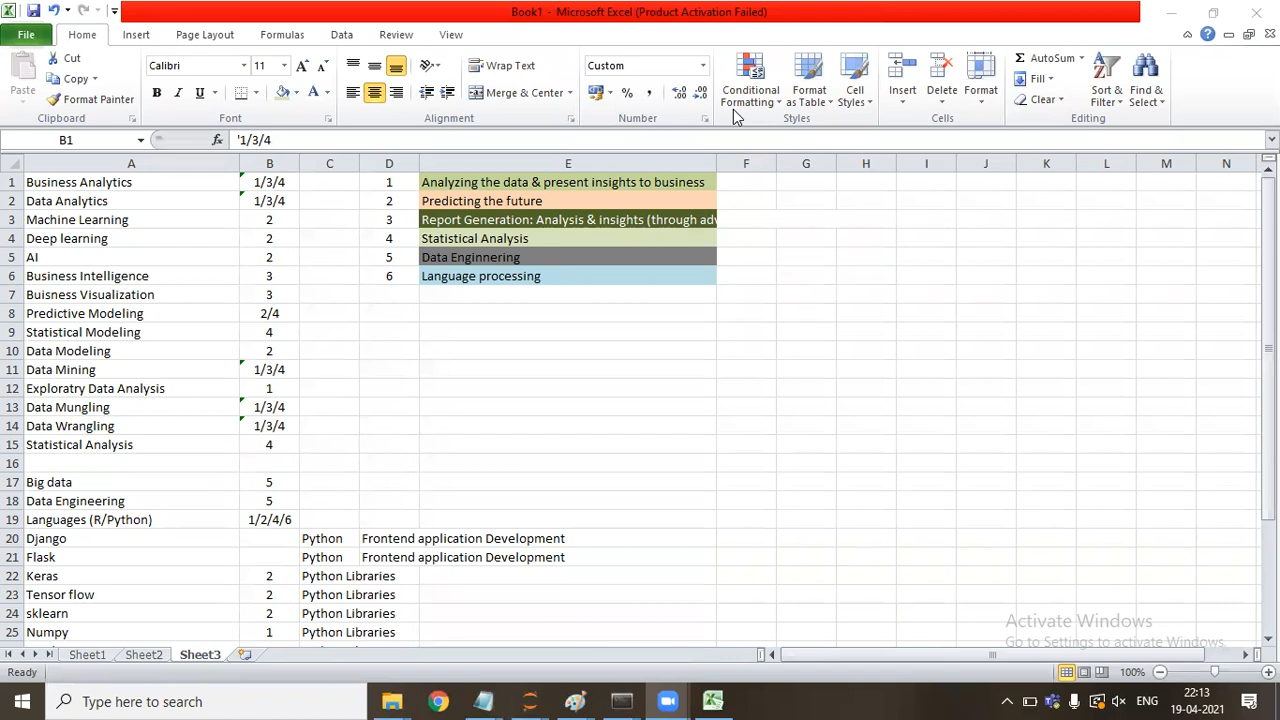 Book1 - Microsoft Excel (Product Activation Failed)
File Home Insert Page Layout Formulas Data Review View
Cut
Copy
Format Painter
Paste
Clipboard
Calibri 11
B I U
Font
Wrap Text
Merge & Center
Alignment
Custom
Number
Conditional Formatting
Format as Table
Cell Styles
Styles
Insert Delete Format
Cells
AutoSum
Fill
Clear
Sort & Filter
Find & Select
Editing
B1 fx '1/3/4
A B C D E F G H I J K L M N
1 Business Analytics 1/3/4 1 Analyzing the data & present insights to business
2 Data Analytics 1/3/4 2 Predicting the future
3 Machine Learning 2 3 Report Generation: Analysis & insights (through adv
4 Deep learning 2 4 Statistical Analysis
5 AI 2 5 Data Enginnering
6 Business Intelligence 3 6 Language processing
7 Buisness Visualization 3
8 Predictive Modeling 2/4
9 Statistical Modeling 4
10 Data Modeling 2
11 Data Mining 1/3/4
12 Exploratry Data Analysis 1
13 Data Mungling 1/3/4
14 Data Wrangling 1/3/4
15 Statistical Analysis 4
16
17 Big data 5
18 Data Engineering 5
19 Languages (R/Python) 1/2/4/6
20 Django Python Frontend application Development
21 Flask Python Frontend application Development
22 Keras 2 Python Libraries
23 Tensor flow 2 Python Libraries
24 sklearn 2 Python Libraries
25 Numpy 1 Python Libraries
Activate Windows
Go to Settings to activate Windows.
Sheet1 Sheet2 Sheet3
Ready 100%
Type here to search
ENG
22:13
19-04-2021